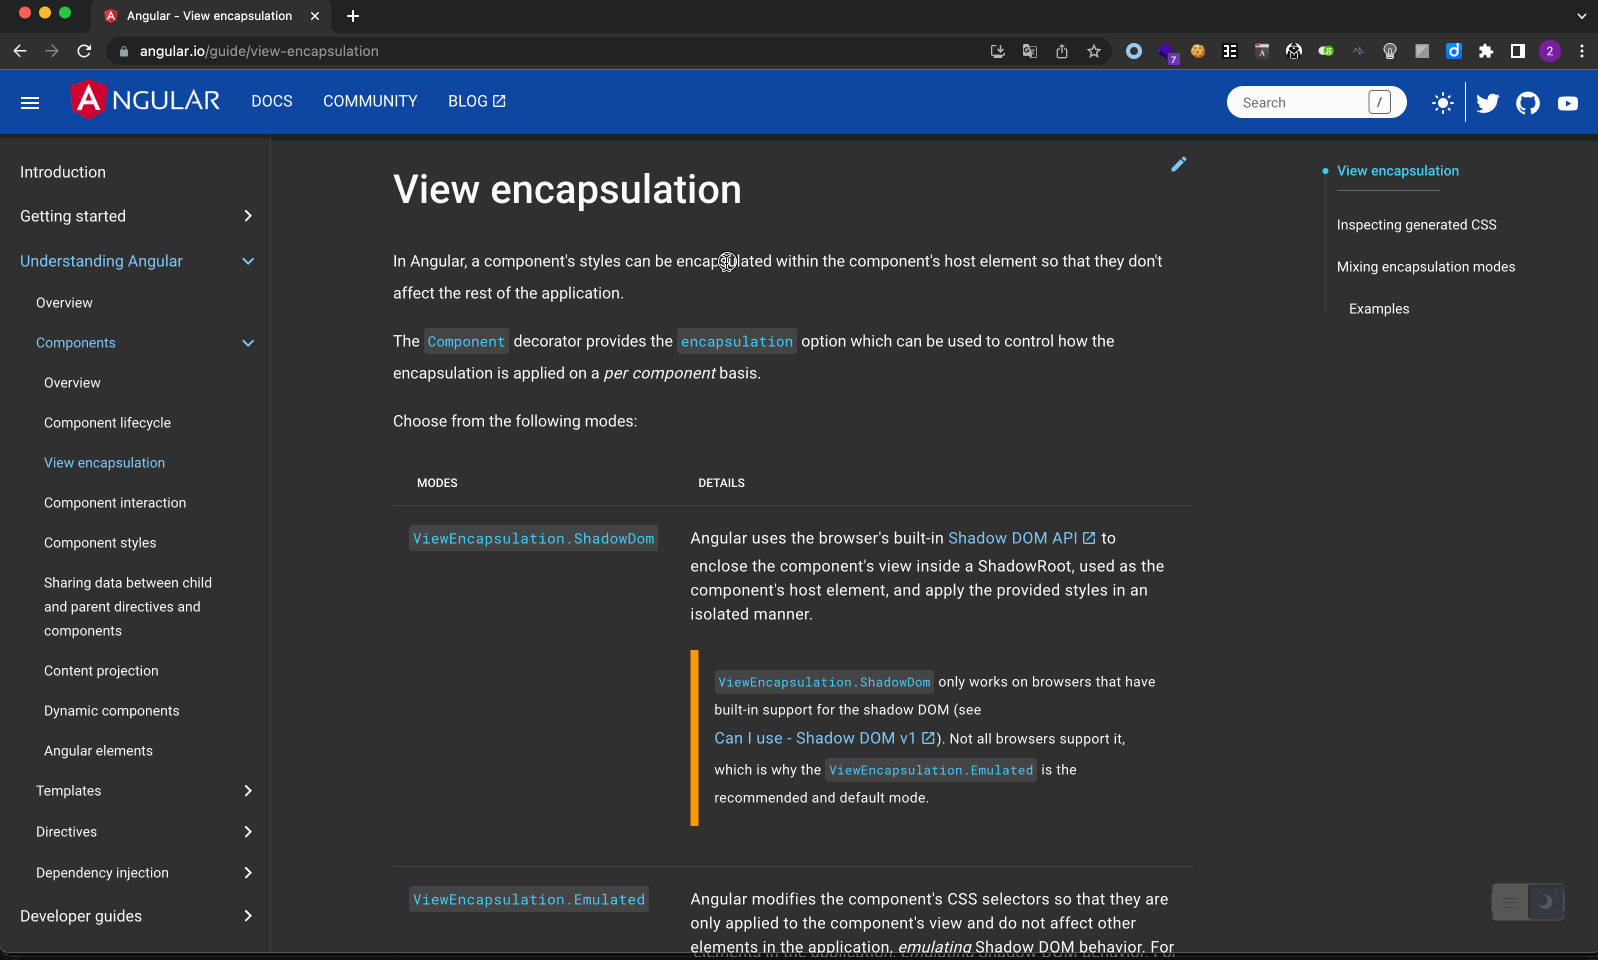 Angular - View encapsulation
angular.io/guide/view-encapsulation
7
2
ANGULAR
DOCS
COMMUNITY
BLOG
Search
/
Introduction
Getting started
Understanding Angular
Overview
Components
Overview
Component lifecycle
View encapsulation
Component interaction
Component styles
Sharing data between child
and parent directives and
components
Content projection
Dynamic components
Angular elements
Templates
Directives
Dependency injection
Developer guides
View encapsulation
In Angular, a component's styles can be encapsulated within the component's host element so that they don't
affect the rest of the application.
The Component decorator provides the encapsulation option which can be used to control how the
encapsulation is applied on a per component basis.
Choose from the following modes:
MODES
DETAILS
ViewEncapsulation.ShadowDom
Angular uses the browser's built-in Shadow DOM API to
enclose the component's view inside a ShadowRoot, used as the
component's host element, and apply the provided styles in an
isolated manner.
ViewEncapsulation.ShadowDom only works on browsers that have
built-in support for the shadow DOM (see
Can I use - Shadow DOM v1). Not all browsers support it,
which is why the ViewEncapsulation.Emulated is the
recommended and default mode.
ViewEncapsulation.Emulated
Angular modifies the component's CSS selectors so that they are
only applied to the component's view and do not affect other
elements in the application, emulating Shadow DOM behavior. For
View encapsulation
Inspecting generated CSS
Mixing encapsulation modes
Examples